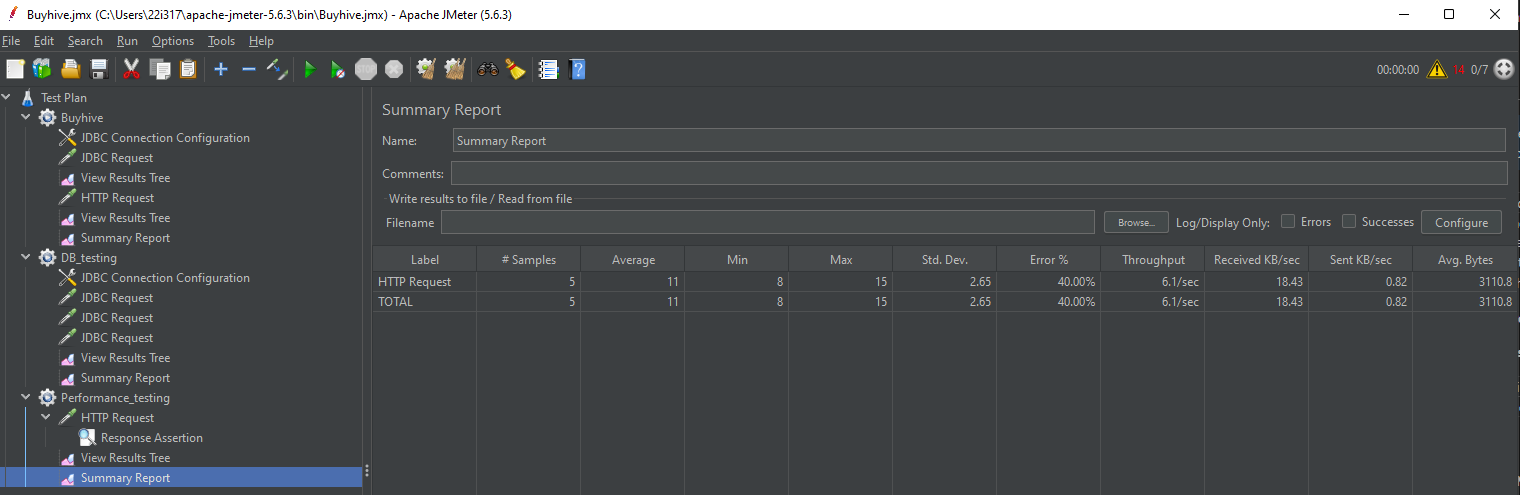 Buyhive.jmx (C:\Users\22i317\apache-jmeter-5.6.3\bin\Buyhive.jmx) - Apache JMeter (5.6.3)
File Edit Search Run Options Tools Help
STOP 00:00:00 14 0/7
Test Plan
Buyhive
JDBC Connection Configuration
JDBC Request
View Results Tree
HTTP Request
View Results Tree
Summary Report
DB_testing
JDBC Connection Configuration
JDBC Request
JDBC Request
JDBC Request
View Results Tree
Summary Report
Performance_testing
HTTP Request
Response Assertion
View Results Tree
Summary Report
Summary Report
Name: Summary Report
Comments:
Write results to file / Read from file
Filename Browse... Log/Display Only: Errors Successes Configure
Label # Samples Average Min Max Std. Dev. Error % Throughput Received KB/sec Sent KB/sec Avg. Bytes
HTTP Request 5 11 8 15 2.65 40.00% 6.1/sec 18.43 0.82 3110.8
TOTAL 5 11 8 15 2.65 40.00% 6.1/sec 18.43 0.82 3110.8